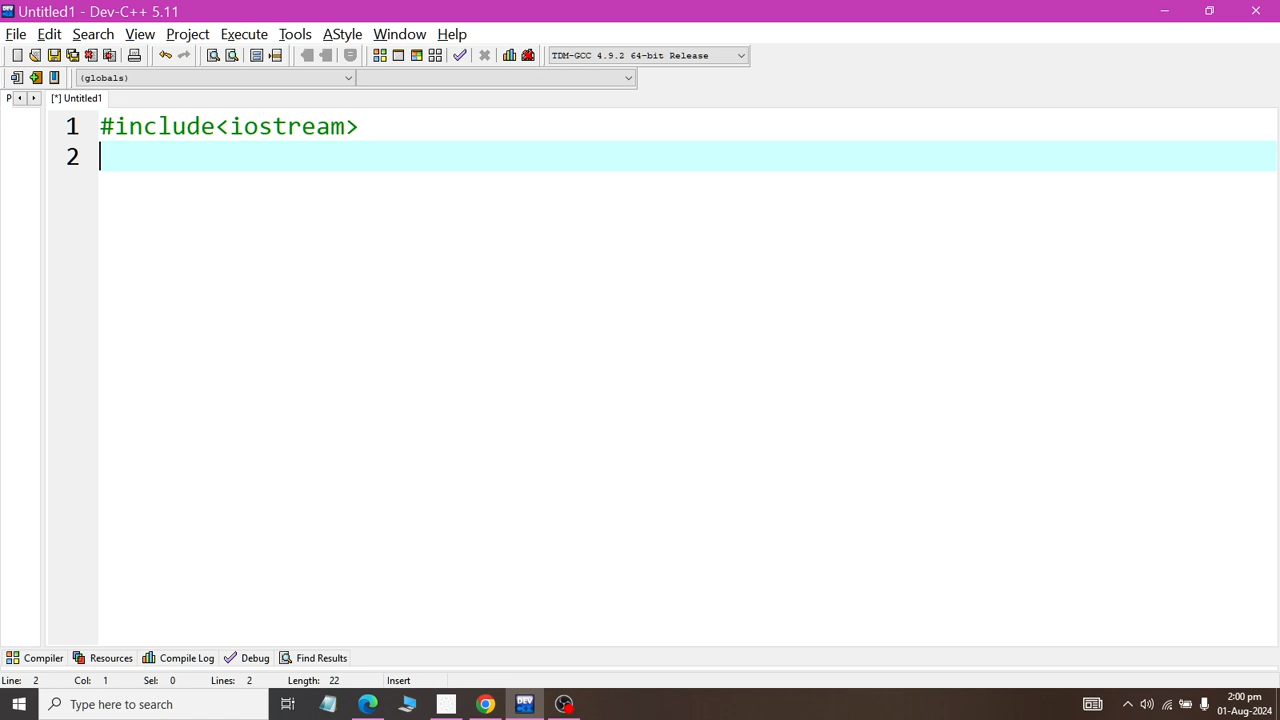 Untitled1 - Dev-C++ 5.11
File Edit Search View Project Execute Tools AStyle Window Help
TDM-GCC 4.9.2 64-bit Release
(globals)
P [*] Untitled1
1 #include<iostream>
2
Compiler Resources Compile Log Debug Find Results
Line: 2 Col: 1 Sel: 0 Lines: 2 Length: 22 Insert
Type here to search
DEV
2:00 pm
01-Aug-2024